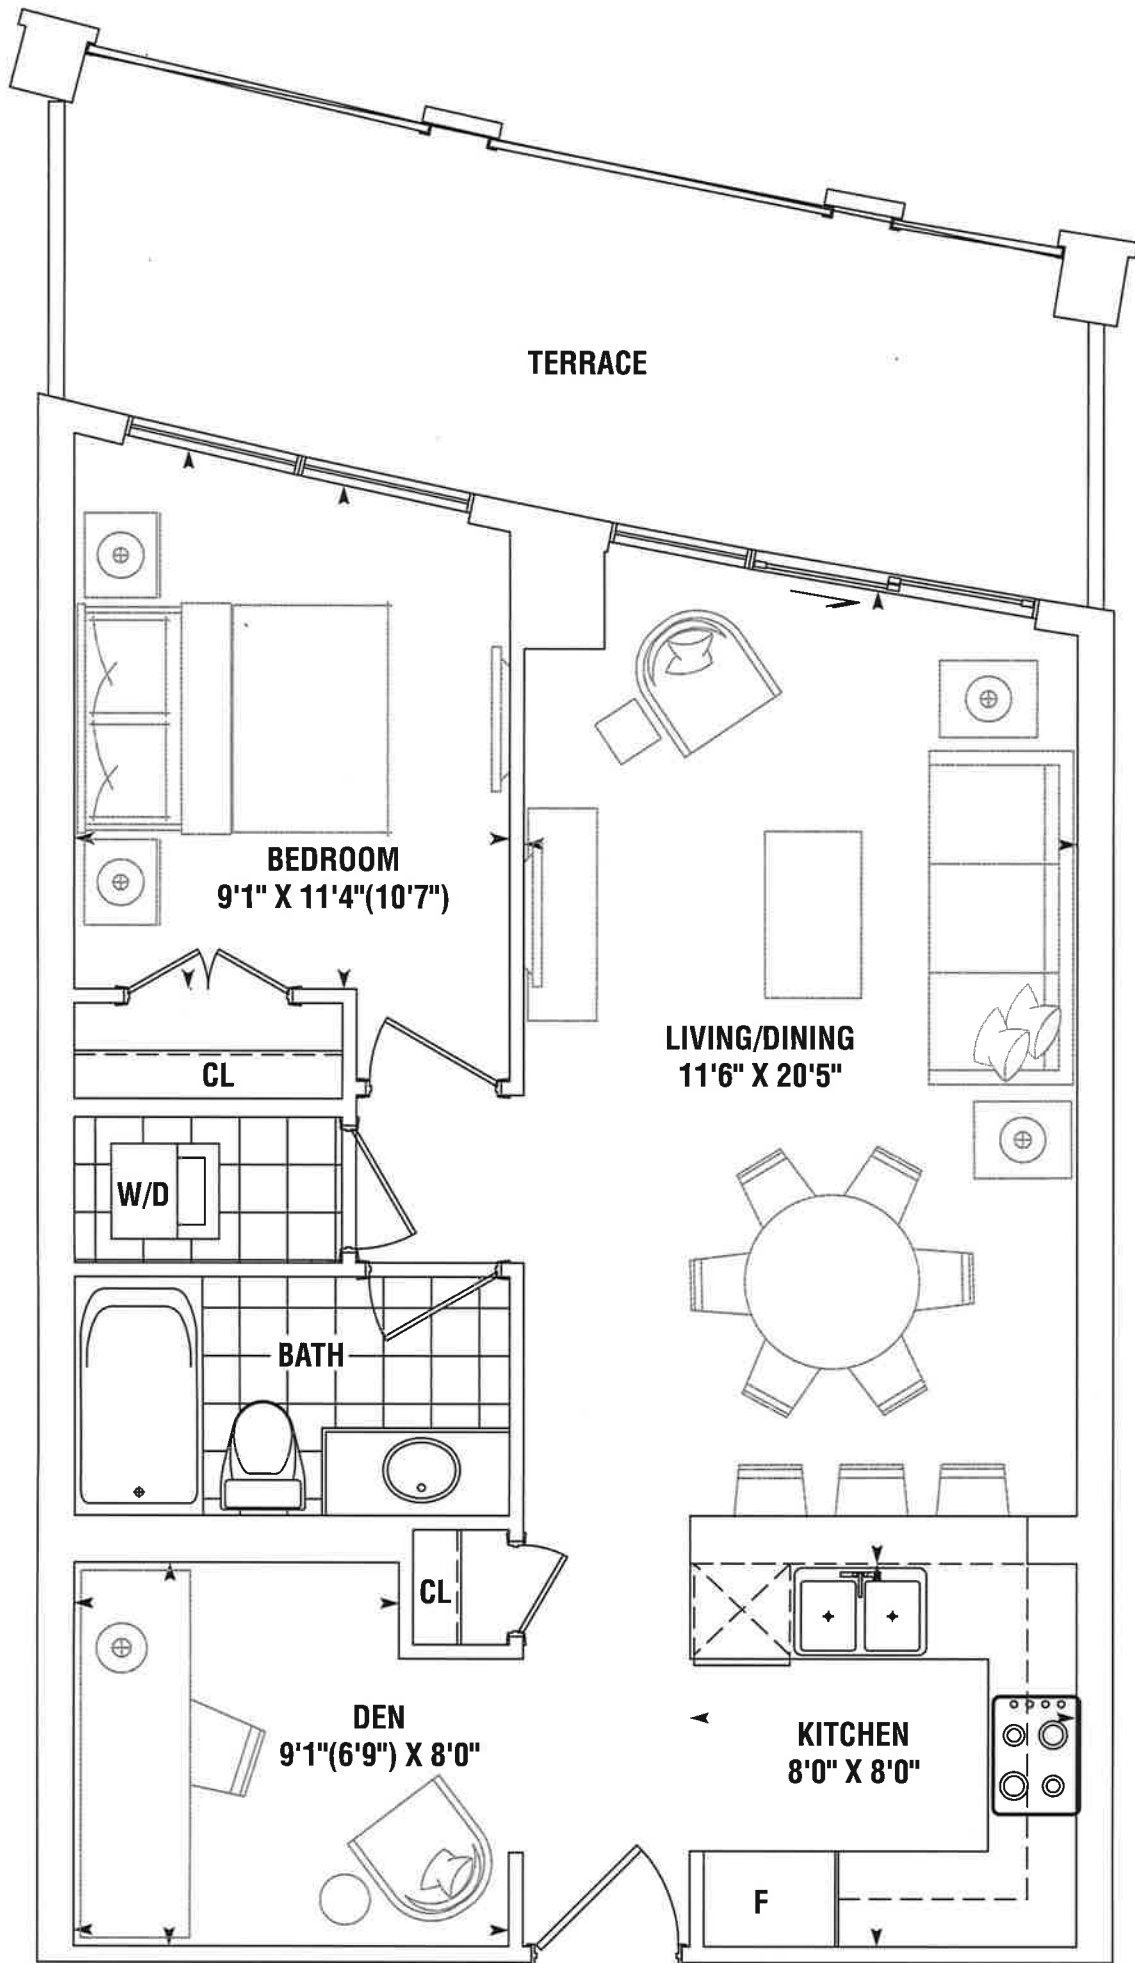 TERRACE
BEDROOM
9'1" X 11'4"(10'7")
LIVING/DINING
11'6" X 20'5"
CL
W/D
BATH
CL
DEN
9'1"(6'9") X 8'0"
KITCHEN
8'0" X 8'0"
F